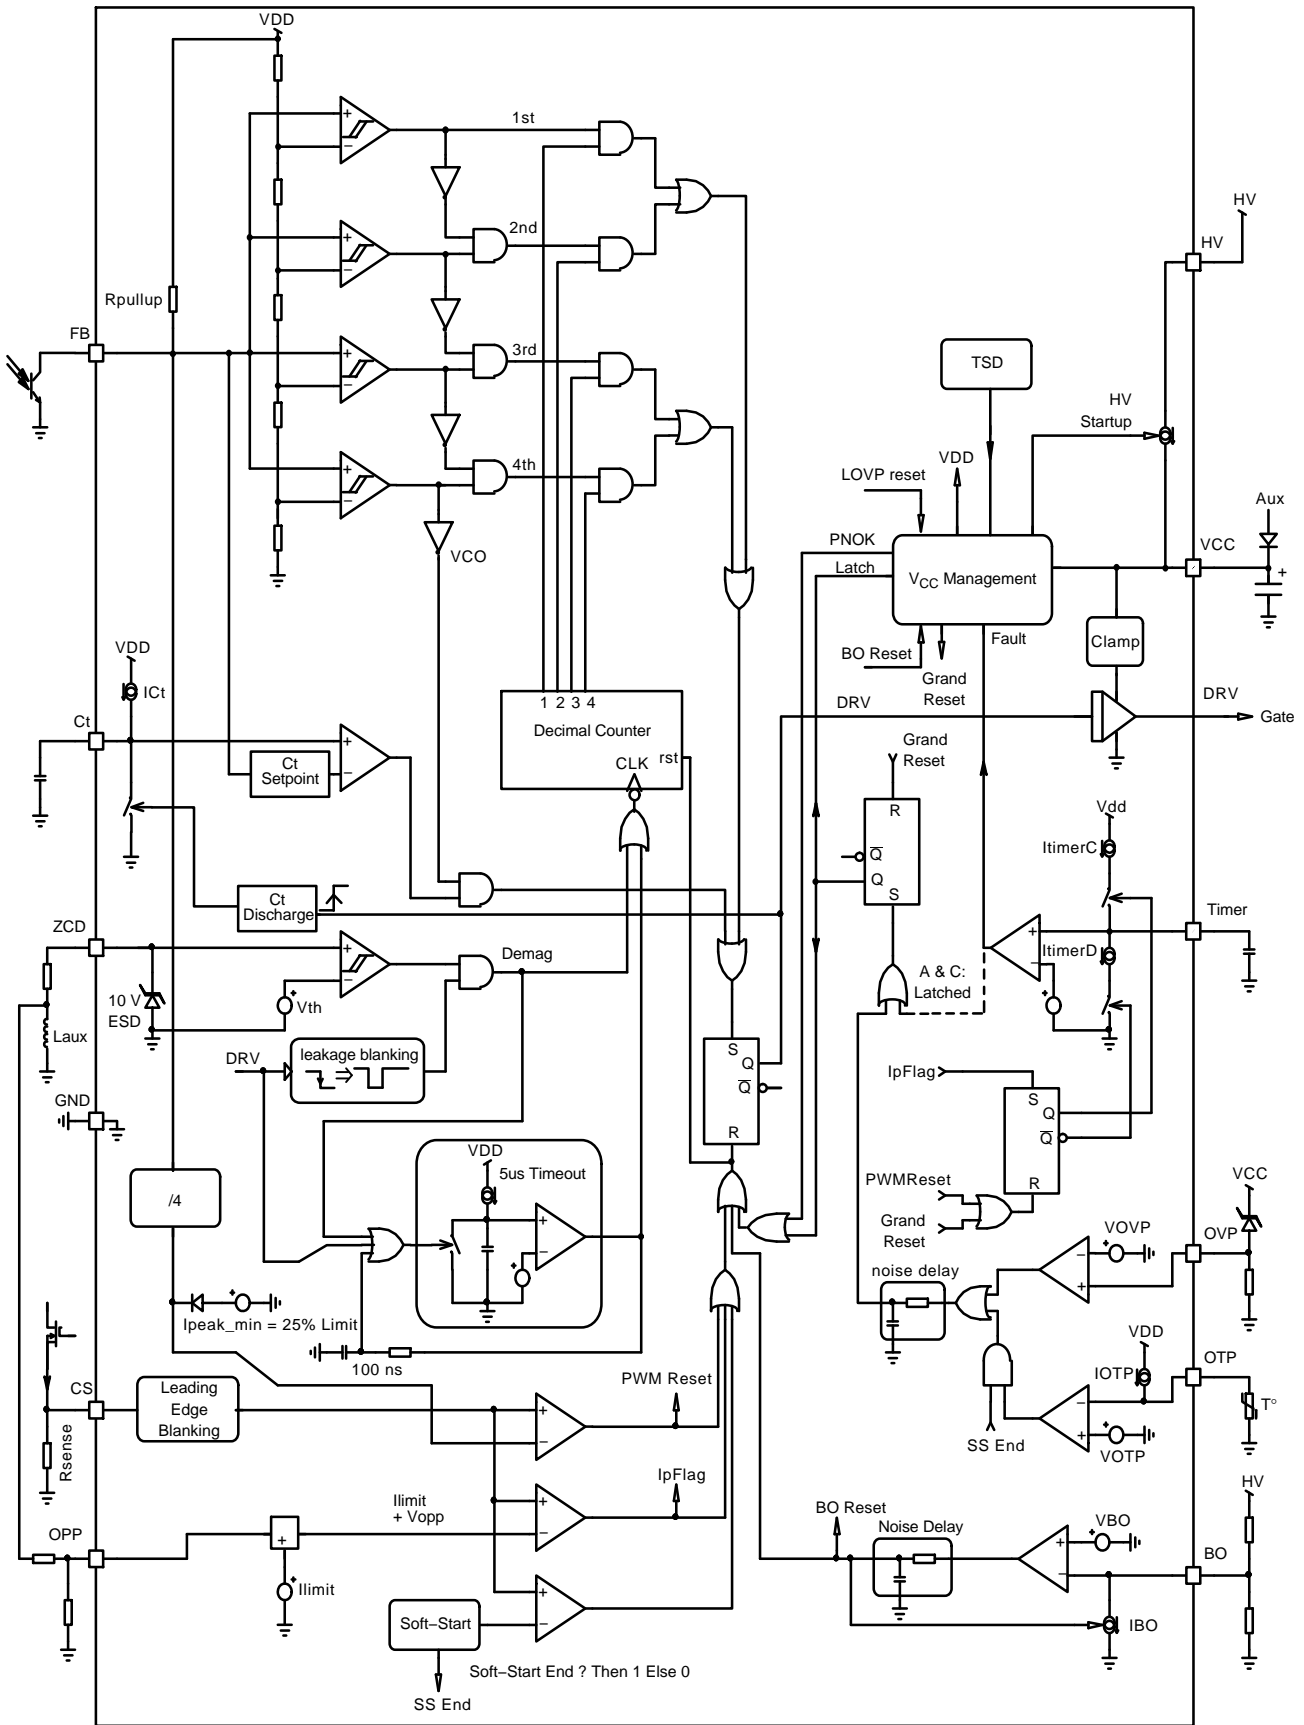 VDD
1st
2nd
3rd
4th
VCO
Rpullup
FB
HV
HV
TSD
HV
Startup
VDD
LOVP reset
Aux
PNOK
Latch
VCC Management
VCC
BO Reset
Fault
Grand
Reset
Clamp
DRV
DRV
Gate
VDD
ICt
Ct
Ct
Setpoint
1 2 3 4
Decimal Counter
CLK
rst
Grand
Reset
R
Q
Q
S
Vdd
ItimerC
Timer
ItimerD
+
−
A & C:
Latched
Ct
Discharge
ZCD
10 V
ESD
Vth
Demag
Laux
DRV
leakage blanking
GND
S
Q
Q
R
IpFlag
S
Q
Q
R
PWMReset
Grand
Reset
VDD
5us Timeout
/4
VCC
VOVP
OVP
noise delay
Ipeak_min = 25% Limit
100 ns
VDD
IOTP
OTP
T°
SS End
VOTP
CS
Leading
Edge
Blanking
PWM Reset
Rsense
Ilimit
+ Vopp
IpFlag
OPP
+
Ilimit
BO Reset
Noise Delay
VBO
HV
BO
IBO
Soft−Start
Soft−Start End ? Then 1 Else 0
SS End